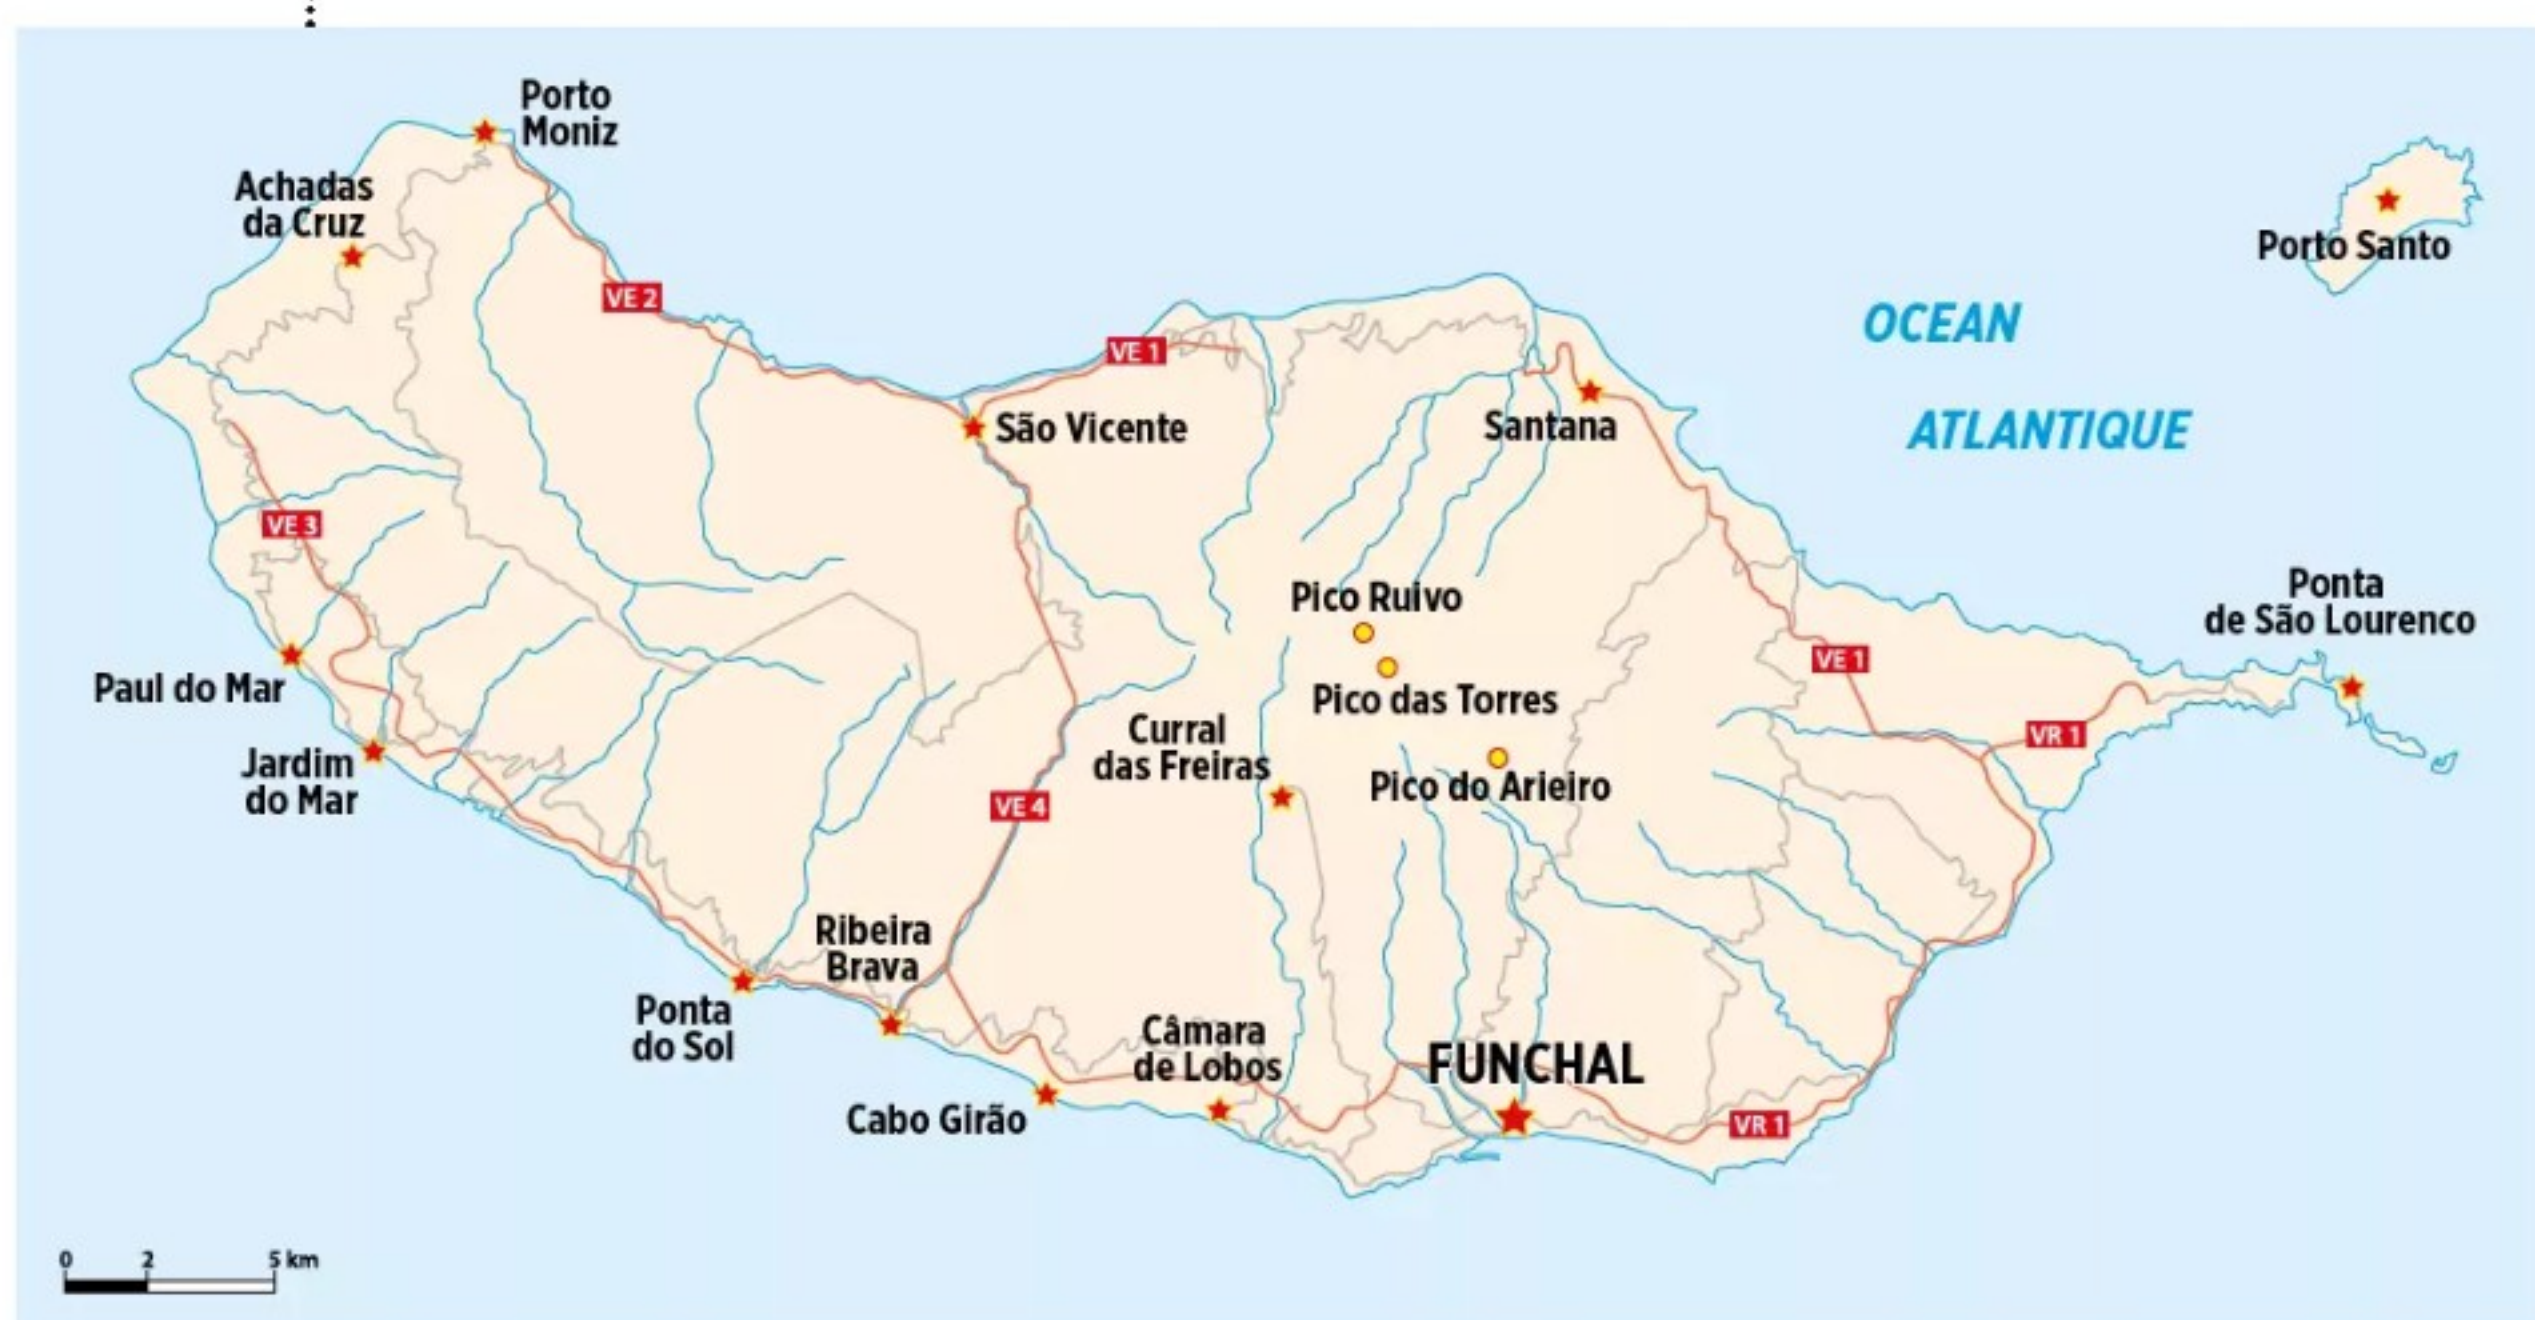 Porto
Moniz
Achadas
da Cruz
Porto Santo
VE 2
OCEAN
VE 1
ATLANTIQUE
São Vicente
Santana
VE 3
Pico Ruivo
Ponta
de São Lourenco
VE 1
Paul do Mar
Pico das Torres
Curral
das Freiras
VR 1
Jardim
do Mar
Pico do Arieiro
VE 4
Ribeira
Brava
Ponta
do Sol
Câmara
de Lobos
FUNCHAL
Cabo Girão
VR 1
0 2 5 km